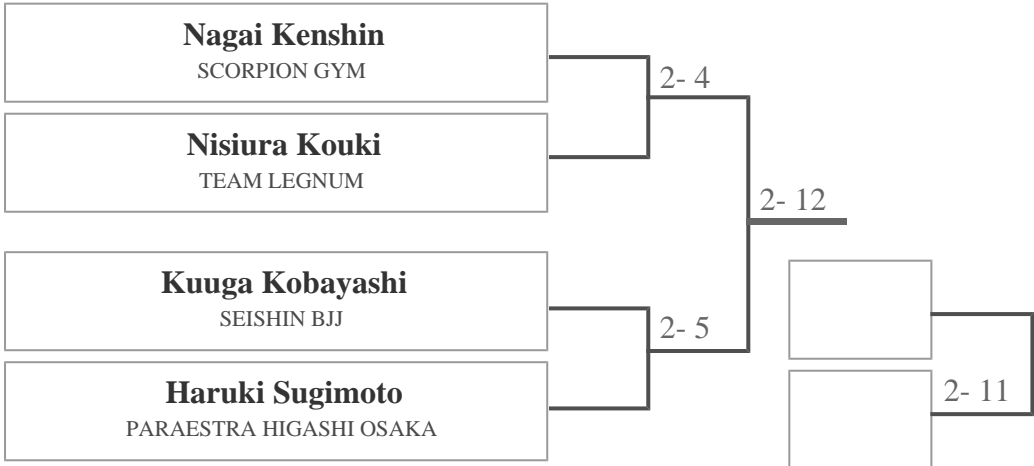 Nagai Kenshin
SCORPION GYM
2- 4
Nisiura Kouki
TEAM LEGNUM
2- 12
Kuuga Kobayashi
SEISHIN BJJ
2- 5
Haruki Sugimoto
PARAESTRA HIGASHI OSAKA
2- 11